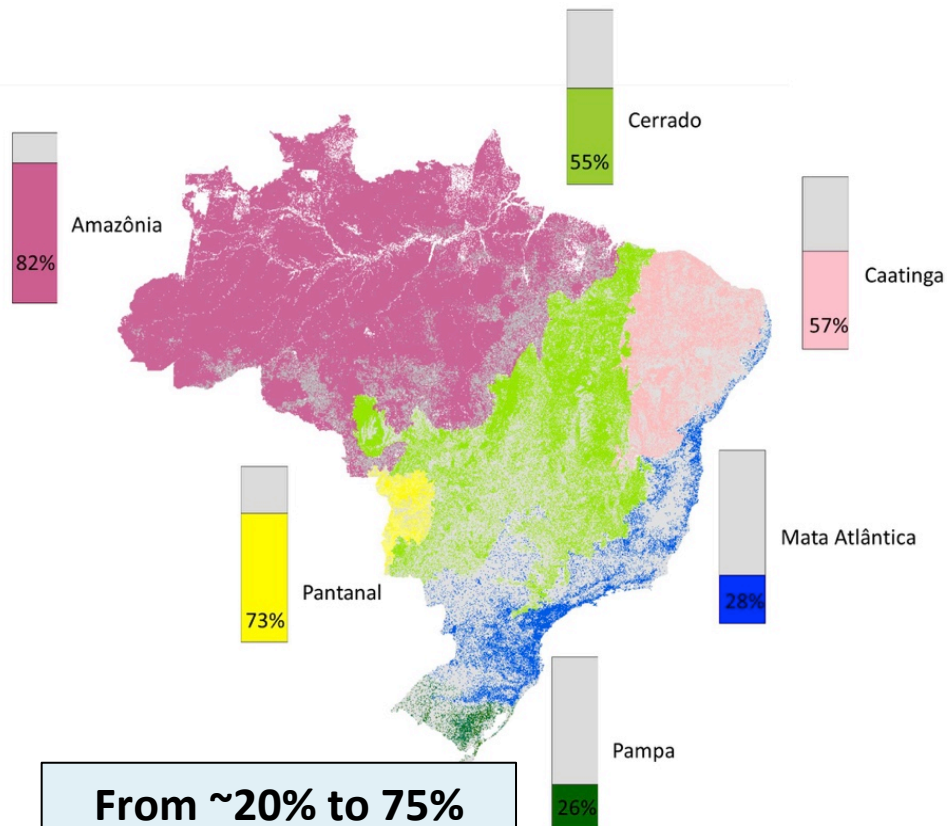 Cerrado
55%
Amazônia
82%
Caatinga
57%
Mata Atlântica
28%
Pantanal
73%
Pampa
26%
From ~20% to 75%